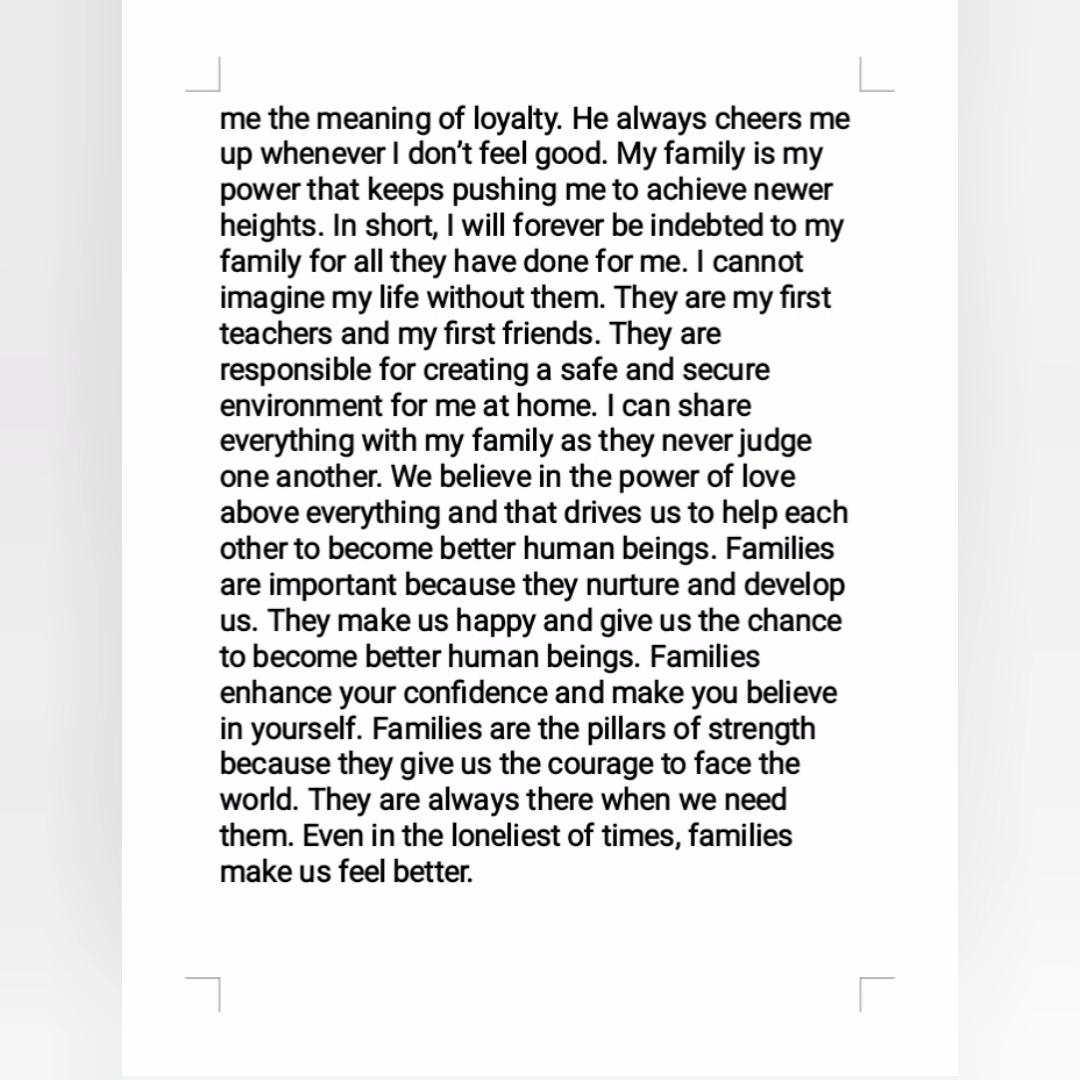 me the meaning of loyalty. He always cheers me
up whenever I don’t feel good. My family is my
power that keeps pushing me to achieve newer
heights. In short, I will forever be indebted to my
family for all they have done for me. I cannot
imagine my life without them. They are my first
teachers and my first friends. They are
responsible for creating a safe and secure
environment for me at home. I can share
everything with my family as they never judge
one another. We believe in the power of love
above everything and that drives us to help each
other to become better human beings. Families
are important because they nurture and develop
us. They make us happy and give us the chance
to become better human beings. Families
enhance your confidence and make you believe
in yourself. Families are the pillars of strength
because they give us the courage to face the
world. They are always there when we need
them. Even in the loneliest of times, families
make us feel better.